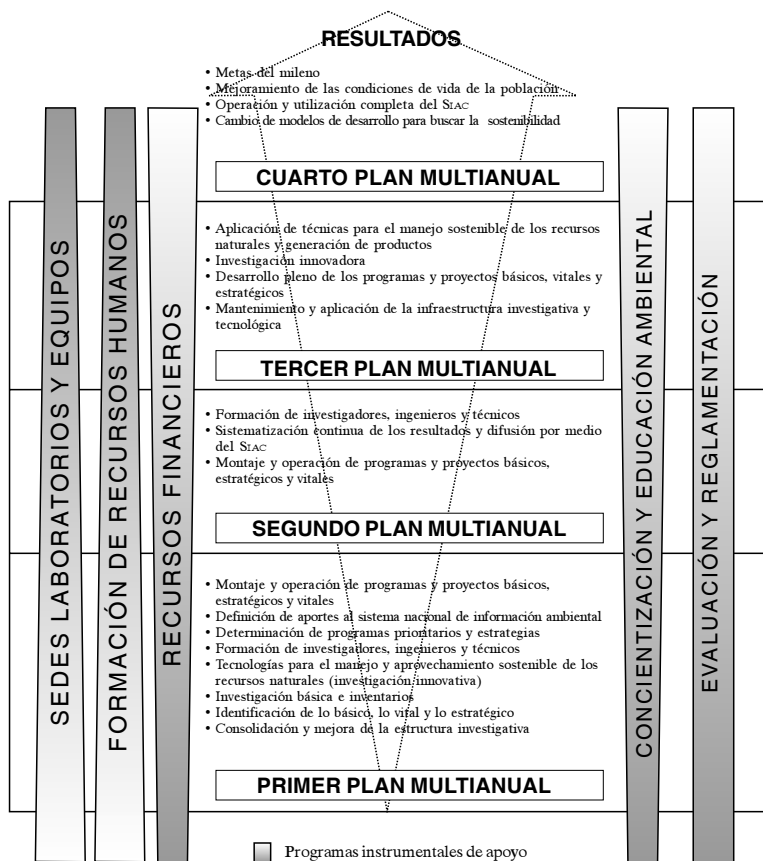 RESULTADOS
• Metas del mileno
• Mejoramiento de las condiciones de vida de la población
• Operación y utilización completa del SIAC
• Cambio de modelos de desarrollo para buscar la sostenibilidad
CUARTO PLAN MULTIANUAL
• Aplicación de técnicas para el manejo sostenible de los recursos
naturales y generación de productos
• Investigación innovadora
• Desarrollo pleno de los programas y proyectos básicos, vitales y
estratégicos
• Mantenimiento y aplicación de la infraestructura investigativa y
tecnológica
TERCER PLAN MULTIANUAL
• Formación de investigadores, ingenieros y técnicos
• Sistematización continua de los resultados y difusión por medio
del SIAC
• Montaje y operación de programas y proyectos básicos,
estratégicos y vitales
SEGUNDO PLAN MULTIANUAL
• Montaje y operación de programas y proyectos básicos,
estratégicos y vitales
• Definición de aportes al sistema nacional de información ambiental
• Determinación de programas prioritarios y estrategias
• Formación de investigadores, ingenieros y técnicos
• Tecnologías para el manejo y aprovechamiento sostenible de los
recursos naturales (investigación innovativa)
• Investigación básica e inventarios
• Identificación de lo básico, lo vital y lo estratégico
• Consolidación y mejora de la estructura investigativa
PRIMER PLAN MULTIANUAL
SEDES LABORATORIOS Y EQUIPOS
FORMACIÓN DE RECURSOS HUMANOS
RECURSOS FINANCIEROS
CONCIENTIZACIÓN Y EDUCACIÓN AMBIENTAL
EVALUACIÓN Y REGLAMENTACIÓN
Programas instrumentales de apoyo